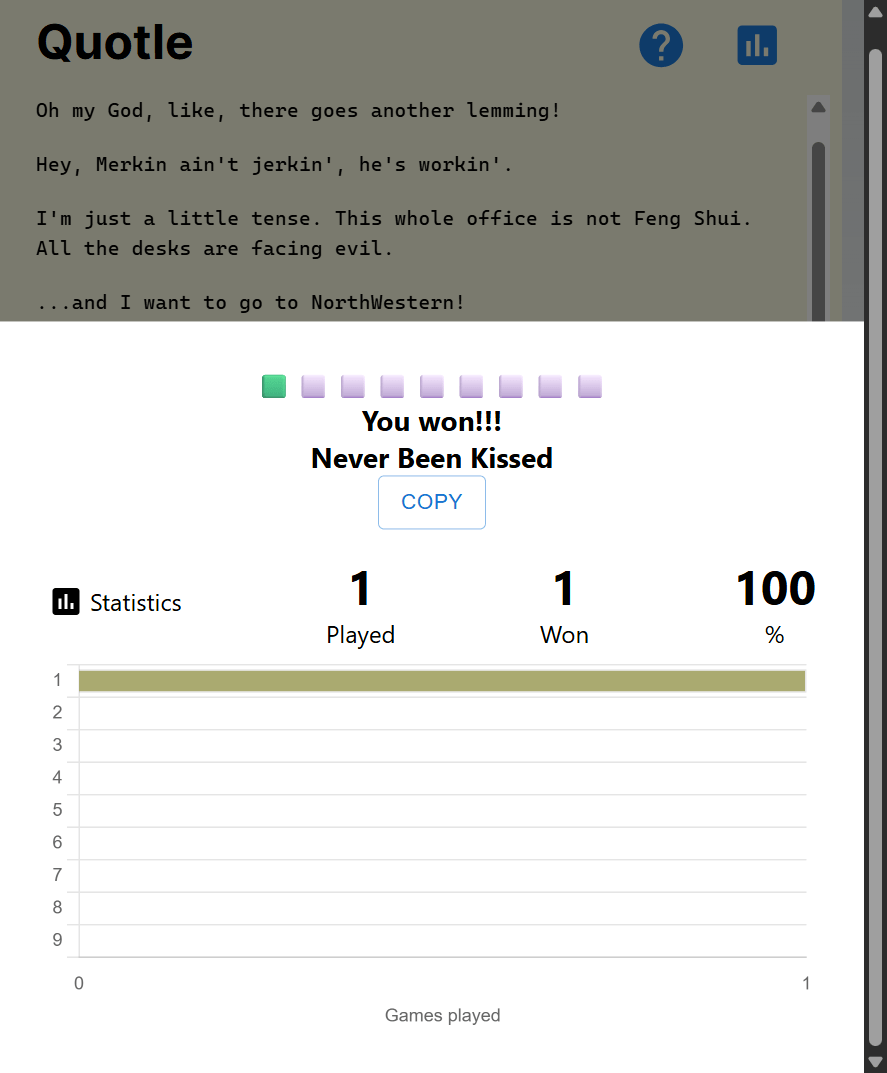 Quotle
Oh my God, like, there goes another lemming!
Hey, Merkin ain't jerkin', he's workin'.
I'm just a little tense. This whole office is not Feng Shui.
All the desks are facing evil.
...and I want to go to NorthWestern!
You won!!!
Never Been Kissed
COPY
Statistics
1
Played
1
Won
100
%
1
2
3
4
5
6
7
8
9
0
1
Games played